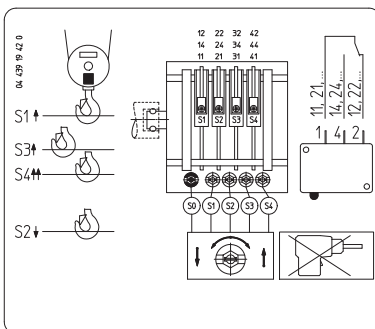 04 439 19 42 0
12 22 32 42
14 24 34 44
11 21 31 41
S1
S3
S4
S2
S1 S2 S3 S4
S0 S1 S2 S3 S4
11, 21, ...
14, 24, ...
12, 22, ...
1 4 2